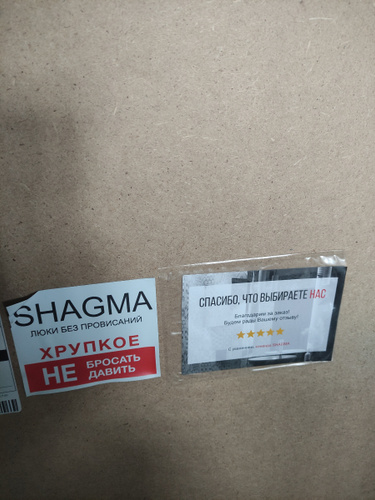 SHAGMA
ЛЮКИ БЕЗ ПРОВИСАНИЙ
ХРУПКОЕ
НЕ БРОСАТЬ
ДАВИТЬ
СПАСИБО, ЧТО ВЫБИРАЕТЕ НАС
Благодарим за заказ!
Будем рады Вашему отзыву!